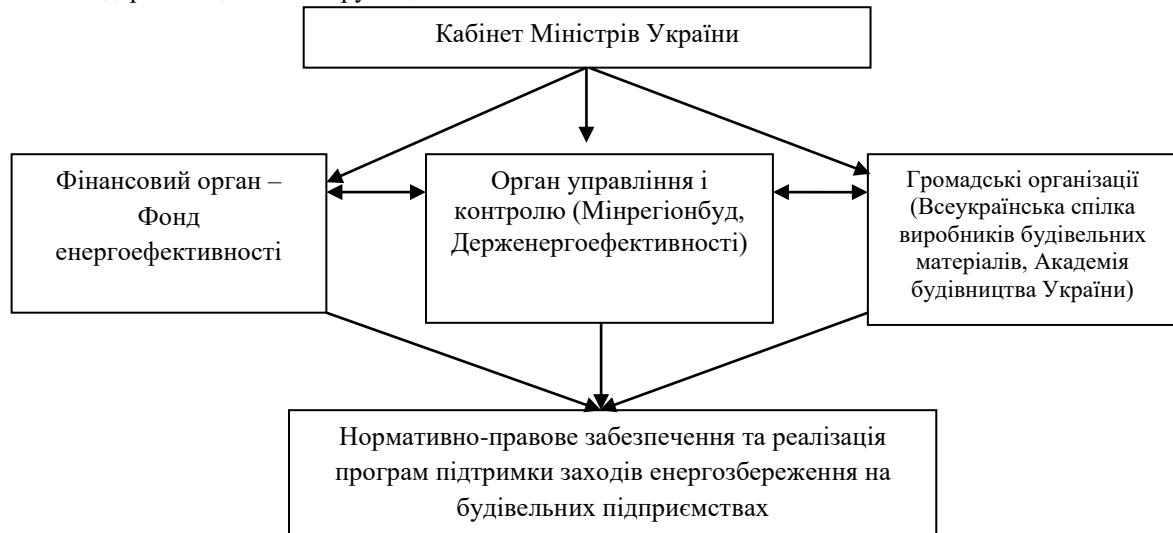 Кабінет Міністрів України
Фінансовий орган –
Фонд
енергоефективності
Орган управління і
контролю (Мінрегіонбуд,
Держенергоефективності)
Громадські організації
(Всеукраїнська спілка
виробників будівельних
матеріалів, Академія
будівництва України)
Нормативно-правове забезпечення та реалізація
програм підтримки заходів енергозбереження на
будівельних підприємствах